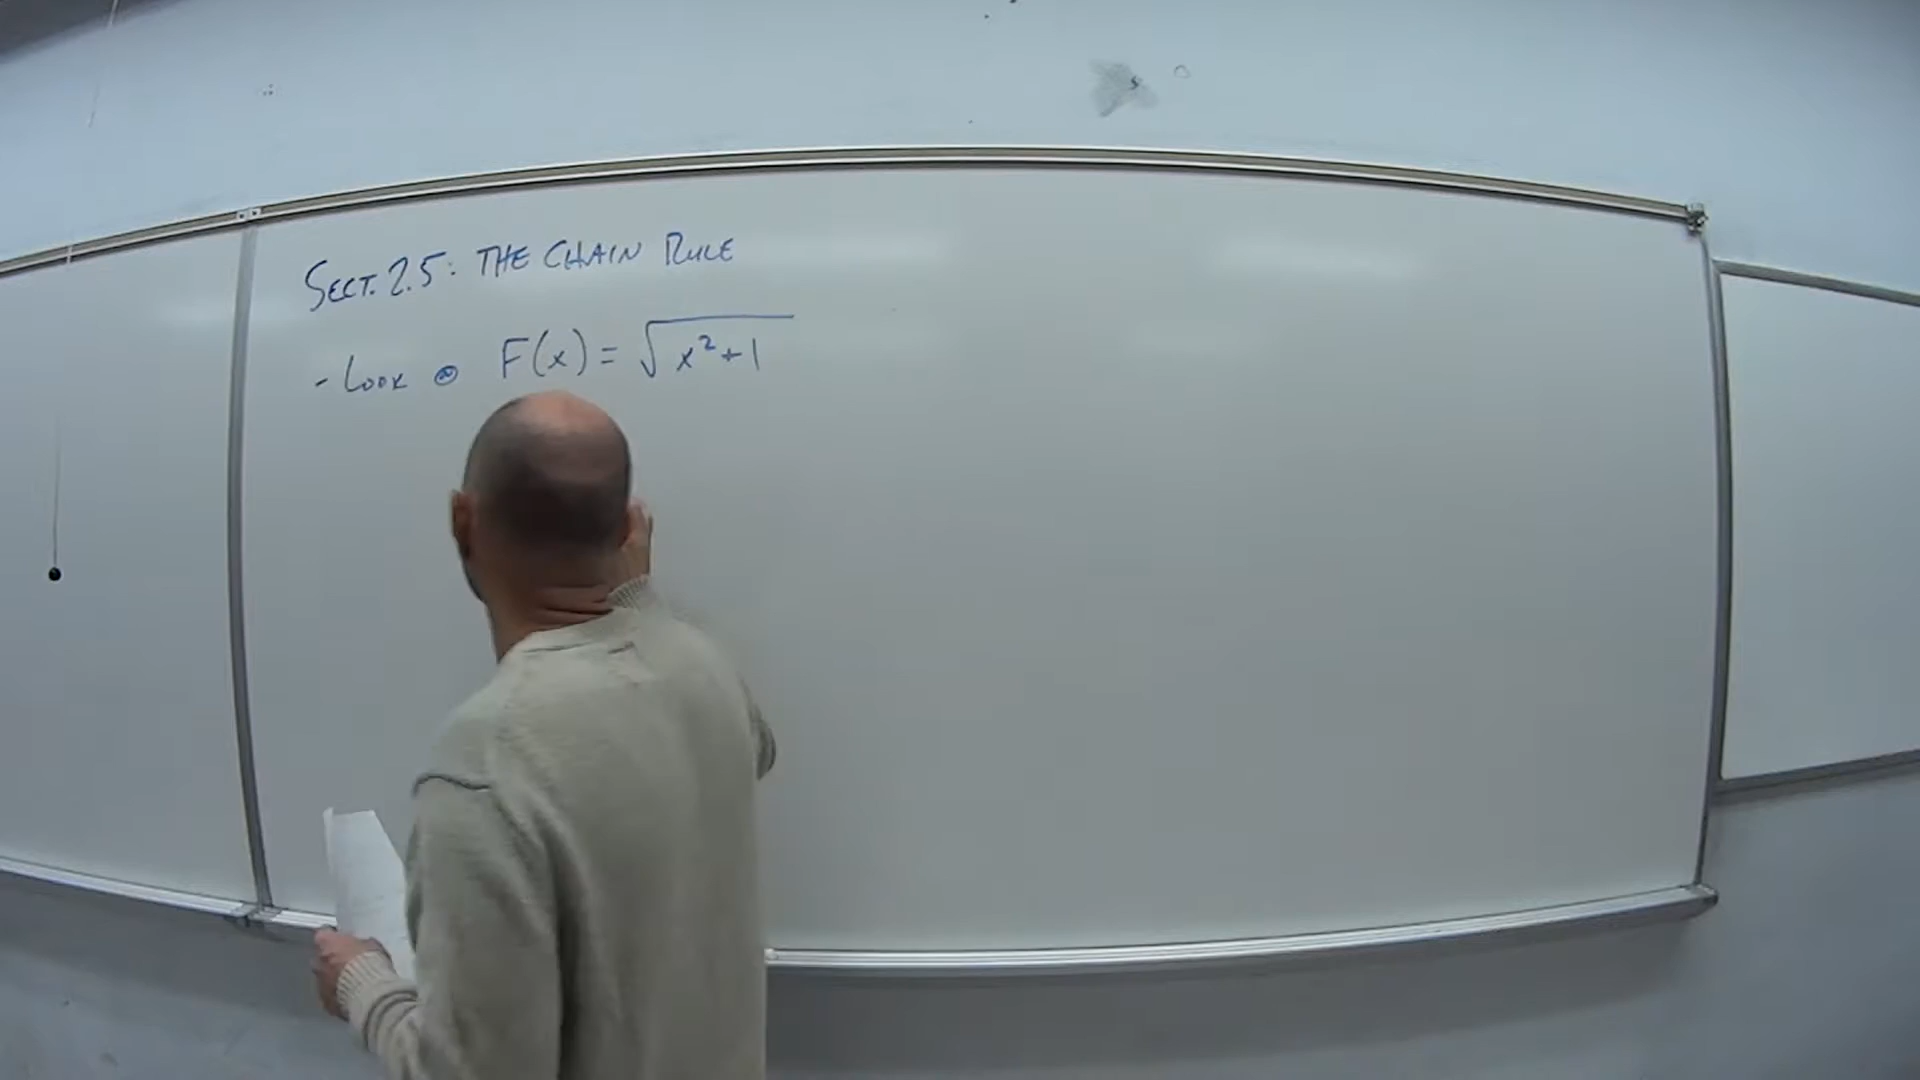 SECT. 2.5: THE CHAIN RULE
- LOOK @ F(x) = √(x²+1)